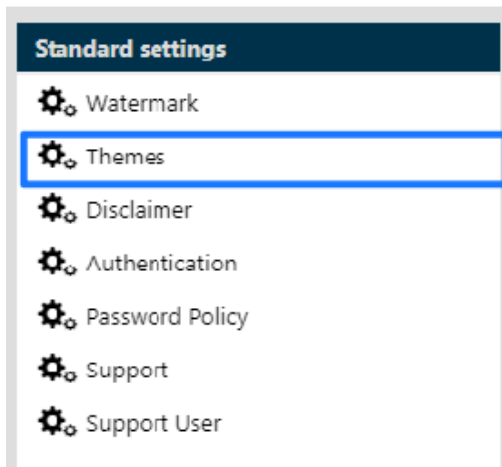 Standard settings
Watermark
Themes
Disclaimer
Authentication
Password Policy
Support
Support User